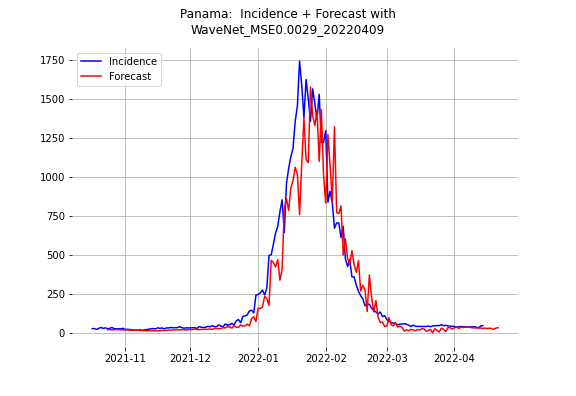 Panama:  Incidence + Forecast with
WaveNet_MSE0.0029_20220409
Incidence
Forecast
1750
1500
1250
1000
750
500
250
0
2021-11 2021-12 2022-01 2022-02 2022-03 2022-04